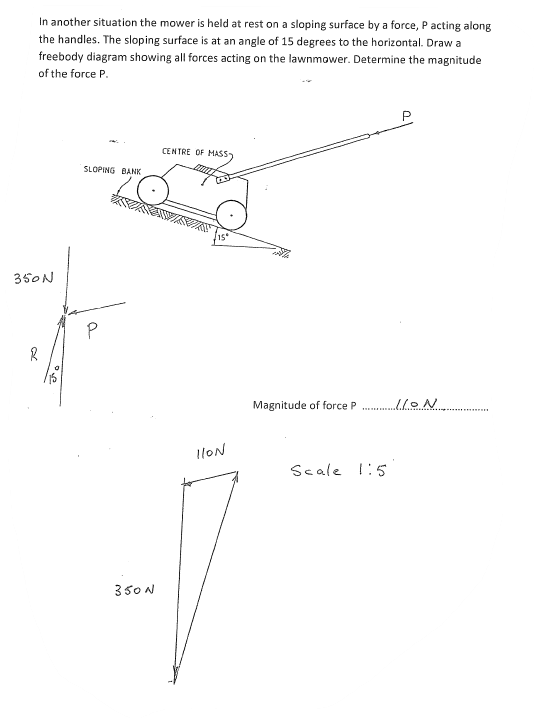 In another situation the mower is held at rest on a sloping surface by a force, P acting along
the handles. The sloping surface is at an angle of 15 degrees to the horizontal. Draw a
freebody diagram showing all forces acting on the lawnmower. Determine the magnitude
of the force P.
P
CENTRE OF MASS
SLOPING BANK
15°
350N
P
R
15°
Magnitude of force P ............110N...............
110N
Scale 1:5
350N